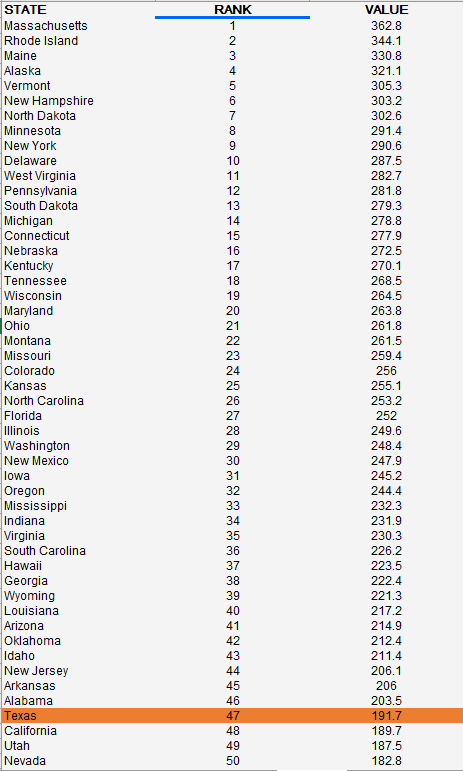 STATE RANK VALUE
Massachusetts 1 362.8
Rhode Island 2 344.1
Maine 3 330.8
Alaska 4 321.1
Vermont 5 305.3
New Hampshire 6 303.2
North Dakota 7 302.6
Minnesota 8 291.4
New York 9 290.6
Delaware 10 287.5
West Virginia 11 282.7
Pennsylvania 12 281.8
South Dakota 13 279.3
Michigan 14 278.8
Connecticut 15 277.9
Nebraska 16 272.5
Kentucky 17 270.1
Tennessee 18 268.5
Wisconsin 19 264.5
Maryland 20 263.8
Ohio 21 261.8
Montana 22 261.5
Missouri 23 259.4
Colorado 24 256
Kansas 25 255.1
North Carolina 26 253.2
Florida 27 252
Illinois 28 249.6
Washington 29 248.4
New Mexico 30 247.9
Iowa 31 245.2
Oregon 32 244.4
Mississippi 33 232.3
Indiana 34 231.9
Virginia 35 230.3
South Carolina 36 226.2
Hawaii 37 223.5
Georgia 38 222.4
Wyoming 39 221.3
Louisiana 40 217.2
Arizona 41 214.9
Oklahoma 42 212.4
Idaho 43 211.4
New Jersey 44 206.1
Arkansas 45 206
Alabama 46 203.5
Texas 47 191.7
California 48 189.7
Utah 49 187.5
Nevada 50 182.8